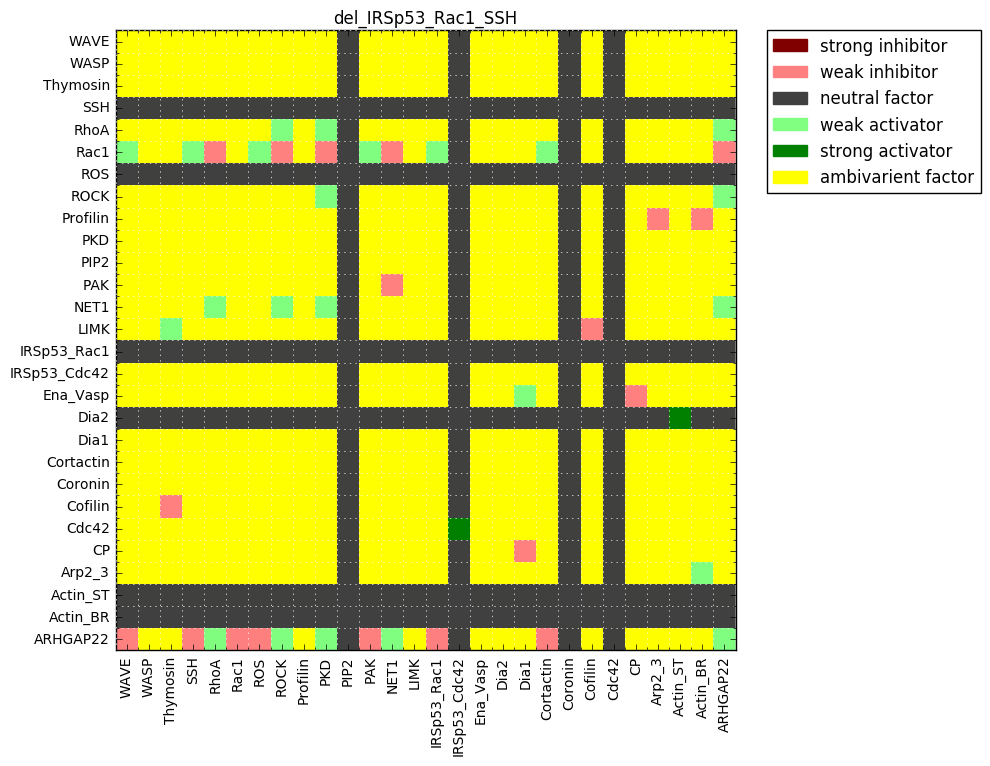 del_IRSp53_Rac1_SSH
WAVE
WASP
Thymosin
SSH
RhoA
Rac1
ROS
ROCK
Profilin
PKD
PIP2
PAK
NET1
LIMK
IRSp53_Rac1
IRSp53_Cdc42
Ena_Vasp
Dia2
Dia1
Cortactin
Coronin
Cofilin
Cdc42
CP
Arp2_3
Actin_ST
Actin_BR
ARHGAP22
WAVE
WASP
Thymosin
SSH
RhoA
Rac1
ROS
ROCK
Profilin
PKD
PIP2
PAK
NET1
LIMK
IRSp53_Rac1
IRSp53_Cdc42
Ena_Vasp
Dia2
Dia1
Cortactin
Coronin
Cofilin
Cdc42
CP
Arp2_3
Actin_ST
Actin_BR
ARHGAP22
strong inhibitor
weak inhibitor
neutral factor
weak activator
strong activator
ambivarient factor